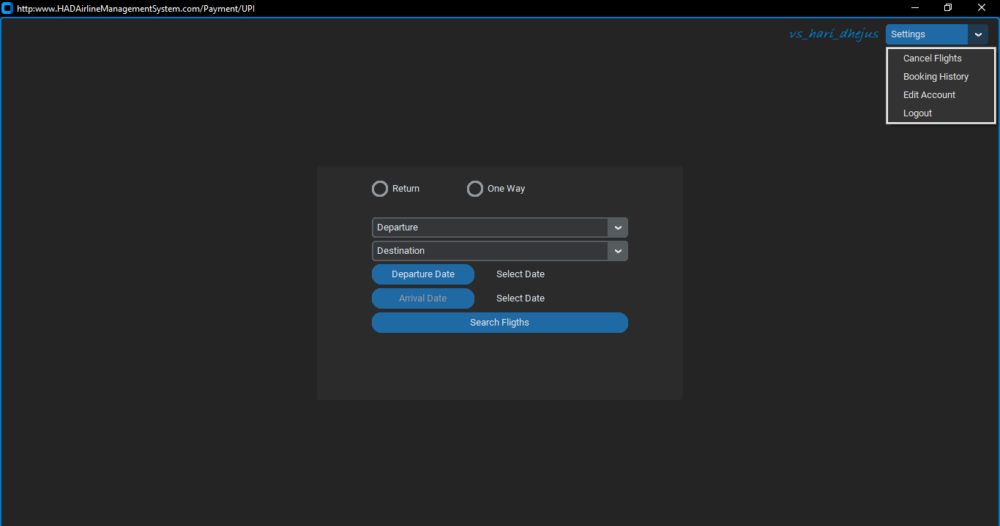 http:www.HADAirlineManagementSystem.com/Payment/UPI
vs_hari_dhejus Settings
Cancel Flights
Booking History
Edit Account
Logout
Return One Way
Departure
Destination
Departure Date Select Date
Arrival Date Select Date
Search Fligths